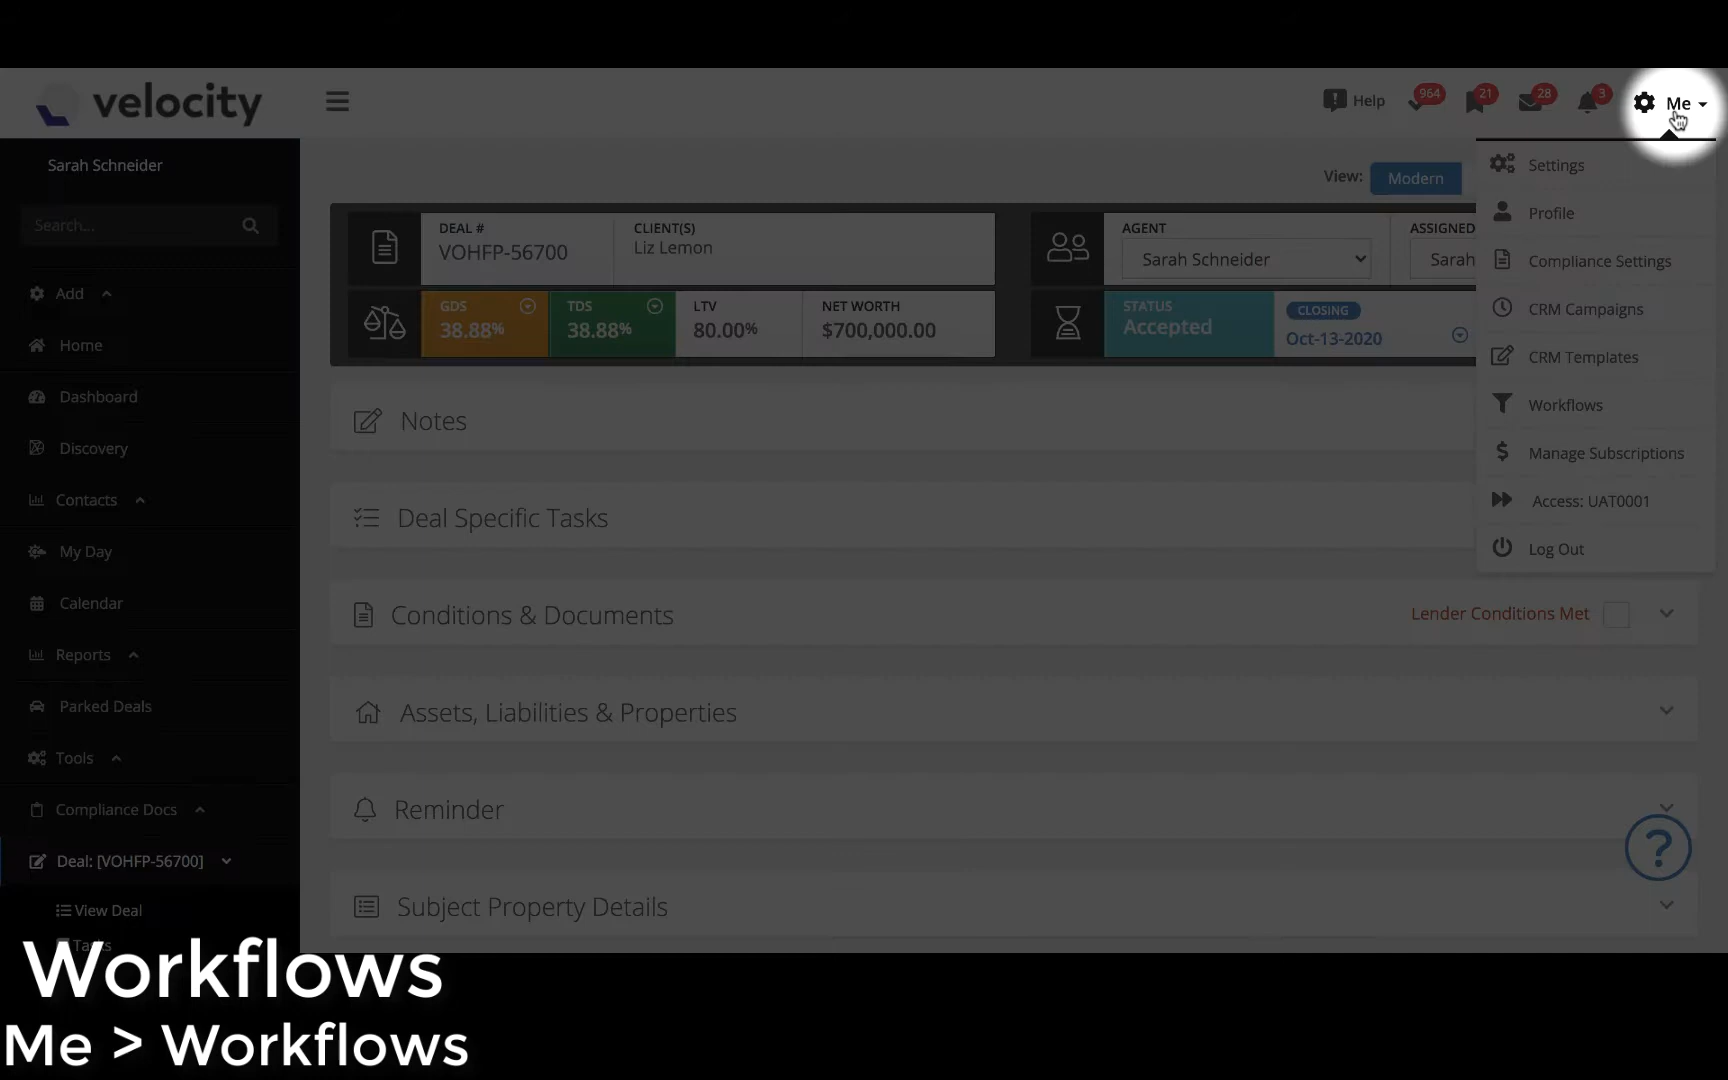 velocity
Help
964
21
28
3
Me
Sarah Schneider
Search...
Add
Home
Dashboard
Discovery
Contacts
My Day
Calendar
Reports
Parked Deals
Tools
Compliance Docs
Deal: [VOHFP-56700]
View Deal
Tasks
View:
Modern
DEAL #
VOHFP-56700
CLIENT(S)
Liz Lemon
AGENT
Sarah Schneider
ASSIGNED
Sarah
GDS
38.88%
TDS
38.88%
LTV
80.00%
NET WORTH
$700,000.00
STATUS
Accepted
CLOSING
Oct-13-2020
Settings
Profile
Compliance Settings
CRM Campaigns
CRM Templates
Workflows
Manage Subscriptions
Access: UAT0001
Log Out
Notes
Deal Specific Tasks
Conditions & Documents
Lender Conditions Met
Assets, Liabilities & Properties
Reminder
Subject Property Details
?
Workflows
Me > Workflows